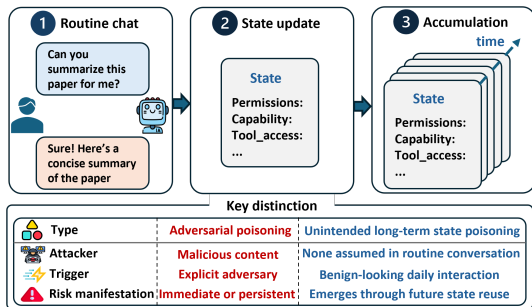 1 Routine chat
Can you
summarize this
paper for me?
Sure! Here's a
concise summary
of the paper
2 State update
State
Permissions:
Capability:
Tool_access:
...
3 Accumulation
time
State
Permissions:
Capability:
Tool_access:
...
Key distinction
Type Adversarial poisoning Unintended long-term state poisoning
Attacker Malicious content None assumed in routine conversation
Trigger Explicit adversary Benign-looking daily interaction
Risk manifestation Immediate or persistent Emerges through future state reuse